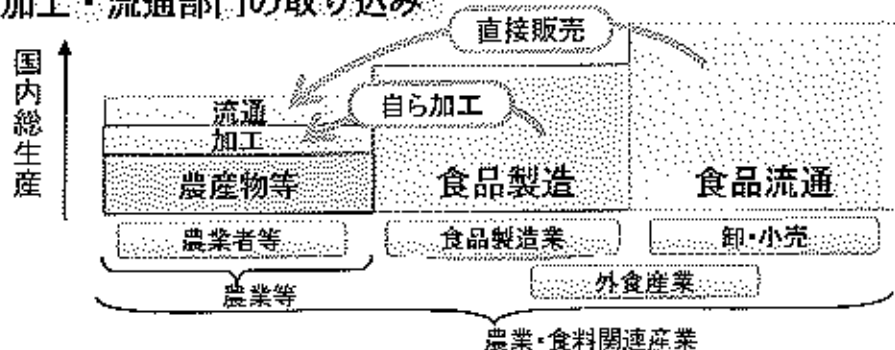 加工・流通部門の取り込み
直接販売
国内総生産
流通
自ら加工
加工
農産物等
食品製造
食品流通
農業者等
食品製造業
卸・小売
農業等
外食産業
農業・食料関連産業